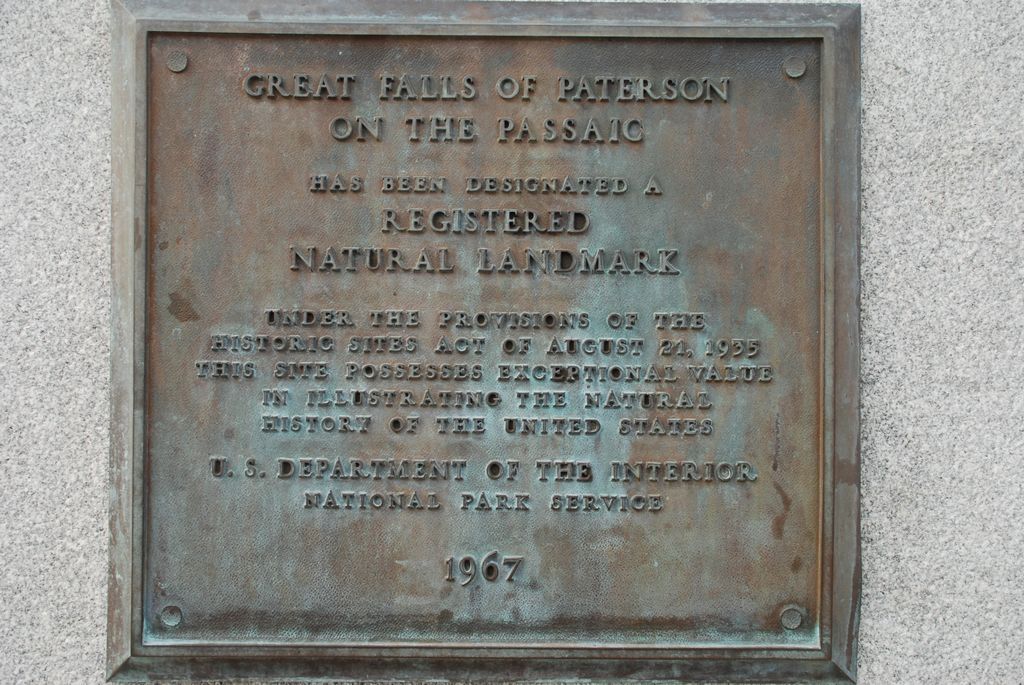 GREAT FALLS OF PATERSON
ON THE PASSAIC
HAS BEEN DESIGNATED A
REGISTERED
NATURAL LANDMARK
UNDER THE PROVISIONS OF THE
HISTORIC SITES ACT OF AUGUST 21, 1935
THIS SITE POSSESSES EXCEPTIONAL VALUE
IN ILLUSTRATING THE NATURAL
HISTORY OF THE UNITED STATES
U. S. DEPARTMENT OF THE INTERIOR
NATIONAL PARK SERVICE
1967